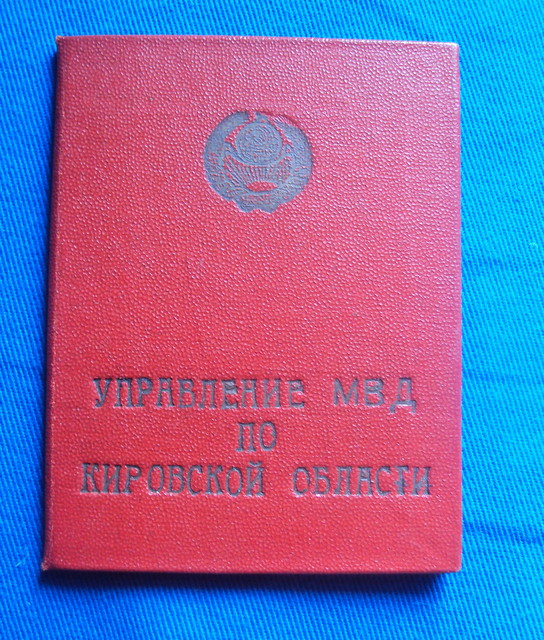 УПРАВЛЕНИЕ МВД
ПО
КИРОВСКОЙ ОБЛАСТИ